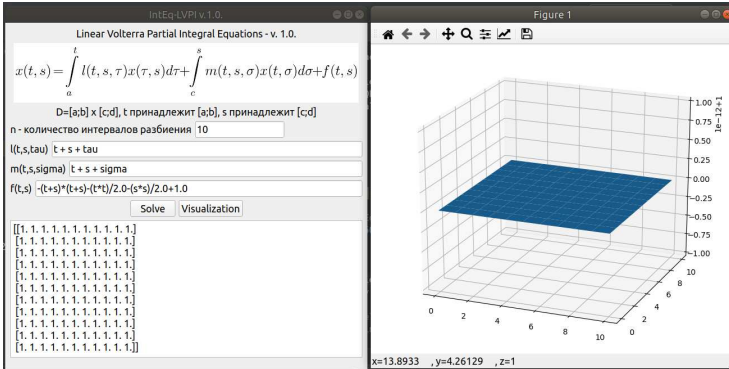 IntEq-LVPI v.1.0.
Linear Volterra Partial Integral Equations - v. 1.0.
x(t, s) = ∫_a^t l(t, s, τ)x(τ, s)dτ + ∫_c^s m(t, s, σ)x(t, σ)dσ + f(t, s)
D=[a;b] x [c;d], t принадлежит [a;b], s принадлежит [c;d]
n - количество интервалов разбиения 10
l(t,s,tau) t + s + tau
m(t,s,sigma) t + s + sigma
f(t,s) -(t+s)*(t+s)-(t*t)/2.0-(s*s)/2.0+1.0
Solve Visualization
[[1. 1. 1. 1. 1. 1. 1. 1. 1. 1. 1.]
[1. 1. 1. 1. 1. 1. 1. 1. 1. 1. 1.]
[1. 1. 1. 1. 1. 1. 1. 1. 1. 1. 1.]
[1. 1. 1. 1. 1. 1. 1. 1. 1. 1. 1.]
[1. 1. 1. 1. 1. 1. 1. 1. 1. 1. 1.]
[1. 1. 1. 1. 1. 1. 1. 1. 1. 1. 1.]
[1. 1. 1. 1. 1. 1. 1. 1. 1. 1. 1.]
[1. 1. 1. 1. 1. 1. 1. 1. 1. 1. 1.]
[1. 1. 1. 1. 1. 1. 1. 1. 1. 1. 1.]
[1. 1. 1. 1. 1. 1. 1. 1. 1. 1. 1.]
[1. 1. 1. 1. 1. 1. 1. 1. 1. 1. 1.]]
Figure 1
1e-12+1
1.00
0.75
0.50
0.25
0.00
-0.25
-0.50
-0.75
-1.00
10
8
6
4
2
0
0 2 4 6 8 10
x=13.8933 , y=4.26129 , z=1